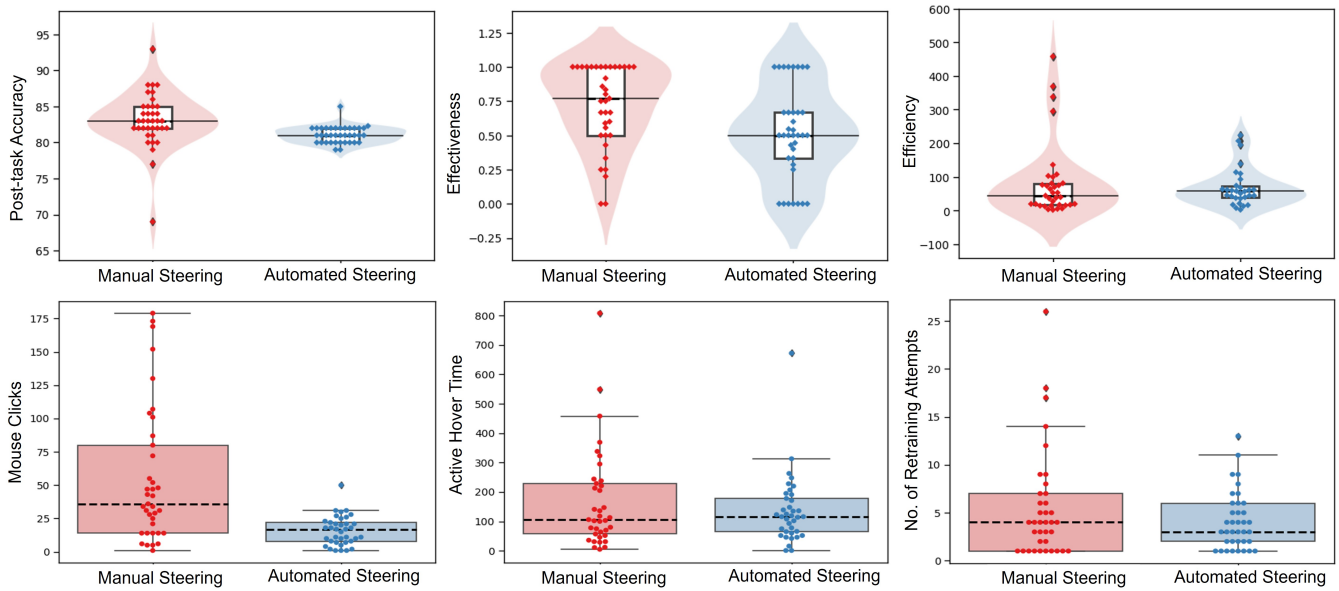 Post-task Accuracy
95
90
85
80
75
70
65
Manual Steering
Automated Steering
Effectiveness
1.25
1.00
0.75
0.50
0.25
0.00
−0.25
Manual Steering
Automated Steering
Efficiency
600
500
400
300
200
100
0
−100
Manual Steering
Automated Steering
Mouse Clicks
175
150
125
100
75
50
25
0
Manual Steering
Automated Steering
Active Hover Time
800
700
600
500
400
300
200
100
0
Manual Steering
Automated Steering
No. of Retraining Attempts
25
20
15
10
5
0
Manual Steering
Automated Steering